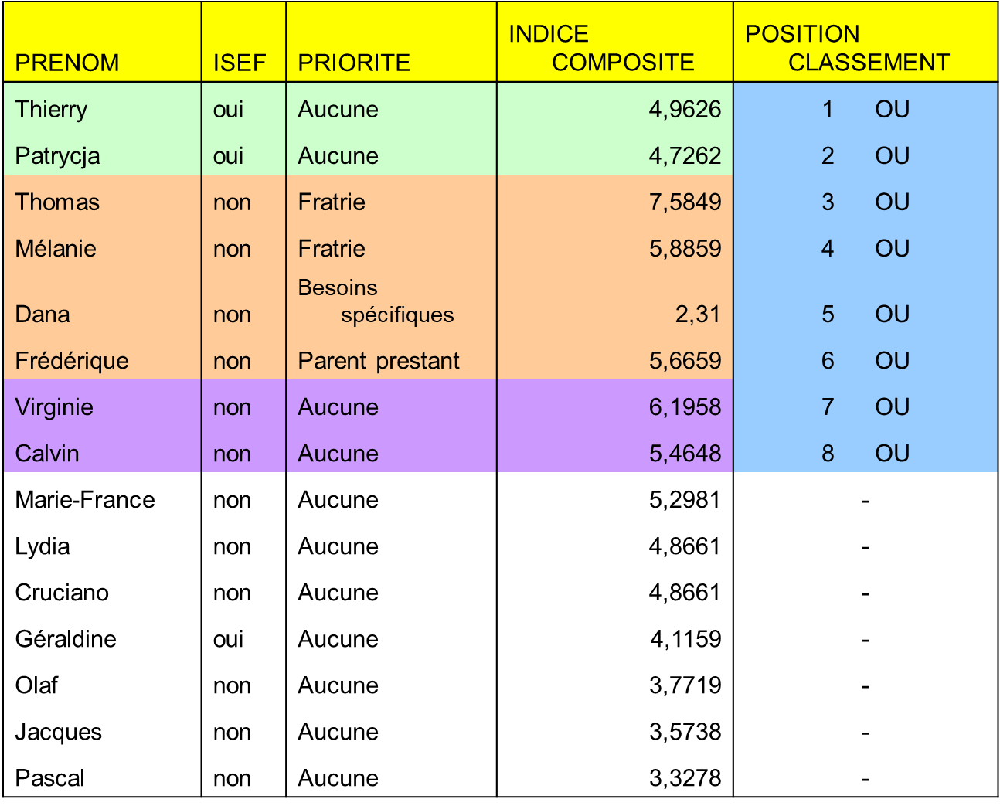 PRENOM ISEF PRIORITE INDICE COMPOSITE POSITION CLASSEMENT
Thierry oui Aucune 4,9626 1 OU
Patrycja oui Aucune 4,7262 2 OU
Thomas non Fratrie 7,5849 3 OU
Mélanie non Fratrie 5,8859 4 OU
Dana non Besoins spécifiques 2,31 5 OU
Frédérique non Parent prestant 5,6659 6 OU
Virginie non Aucune 6,1958 7 OU
Calvin non Aucune 5,4648 8 OU
Marie-France non Aucune 5,2981 -
Lydia non Aucune 4,8661 -
Cruciano non Aucune 4,8661 -
Géraldine oui Aucune 4,1159 -
Olaf non Aucune 3,7719 -
Jacques non Aucune 3,5738 -
Pascal non Aucune 3,3278 -